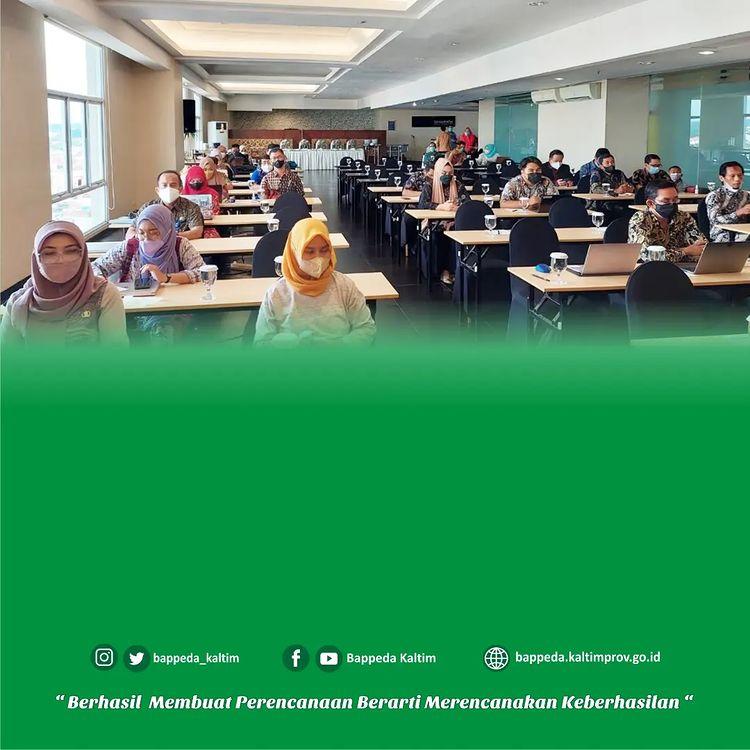 bappeda_kaltim
Bappeda Kaltim
bappeda.kaltimprov.go.id
“ Berhasil Membuat Perencanaan Berarti Merencanakan Keberhasilan “